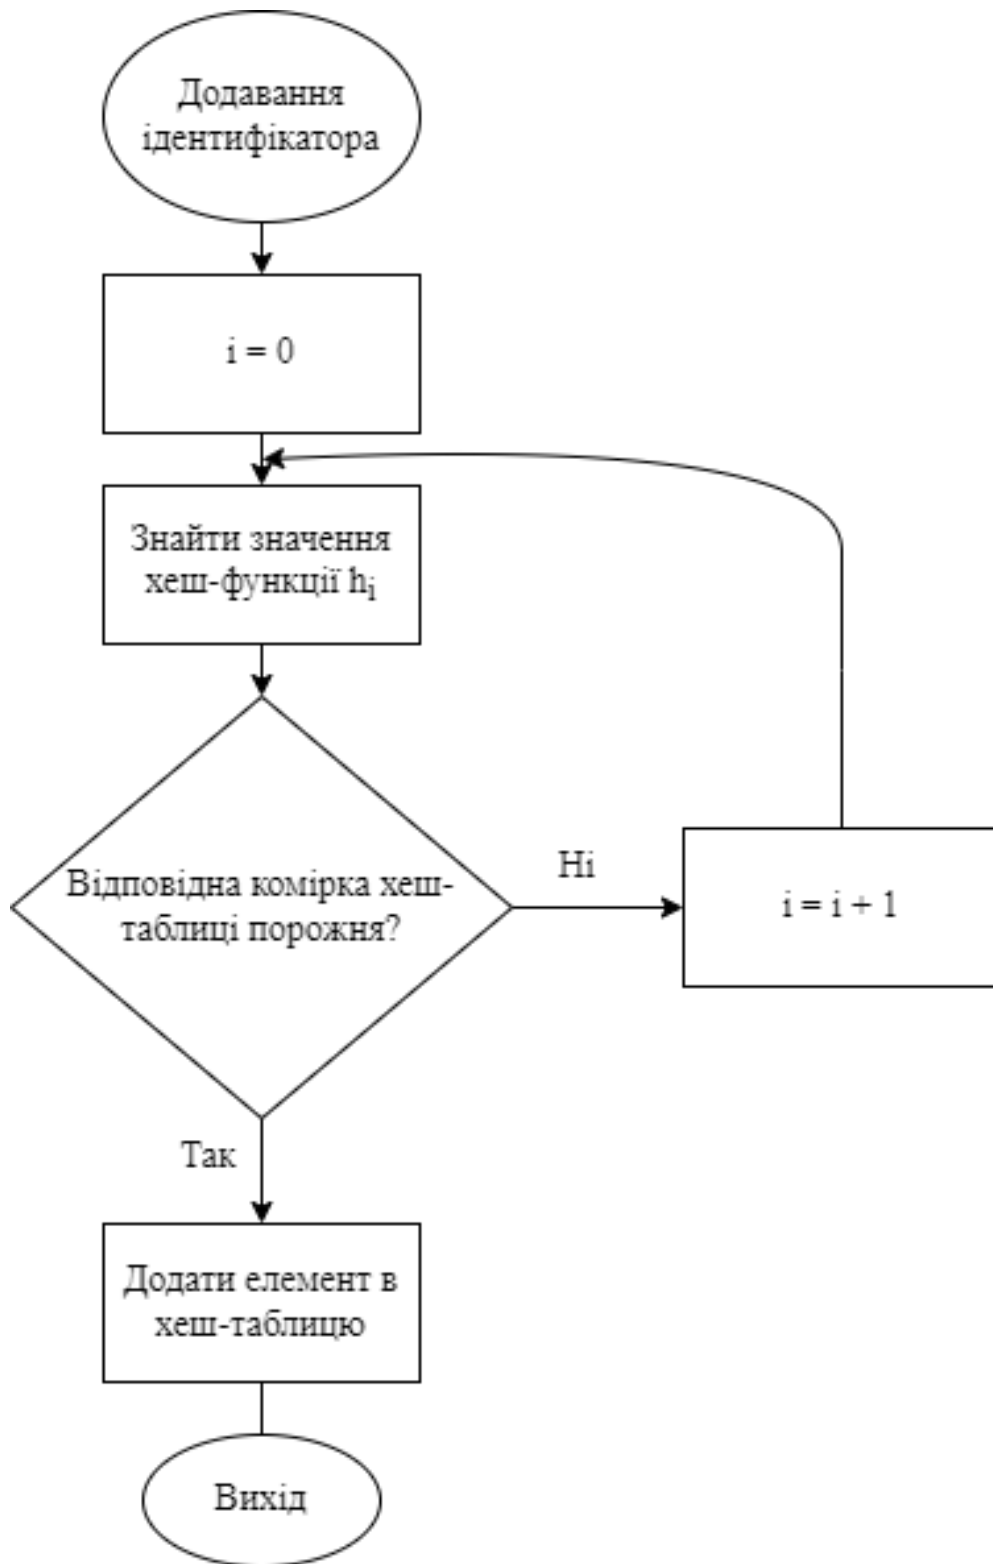 Додавання
ідентифікатора
i = 0
Знайти значення
хеш-функції hᵢ
Відповідна комірка хеш-
таблиці порожня?
Ні
i = i + 1
Так
Додати елемент в
хеш-таблицю
Вихід